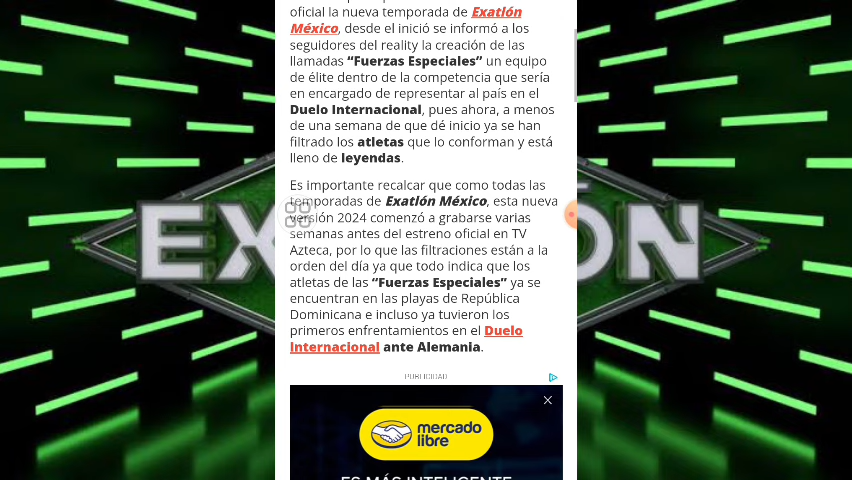 oficial la nueva temporada de Exatlón
México, desde el inició se informó a los
seguidores del reality la creación de las
llamadas “Fuerzas Especiales” un equipo
de élite dentro de la competencia que sería
en encargado de representar al país en el
Duelo Internacional, pues ahora, a menos
de una semana de que dé inicio ya se han
filtrado los atletas que lo conforman y está
lleno de leyendas.
Es importante recalcar que como todas las
temporadas de Exatlón México, esta nueva
versión 2024 comenzó a grabarse varias
semanas antes del estreno oficial en TV
Azteca, por lo que las filtraciones están a la
orden del día ya que todo indica que los
atletas de las “Fuerzas Especiales” ya se
encuentran en las playas de República
Dominicana e incluso ya tuvieron los
primeros enfrentamientos en el Duelo
Internacional ante Alemania.
PUBLICIDAD
mercado
libre
ES MÁS INTELIGENTE
EX
ÓN